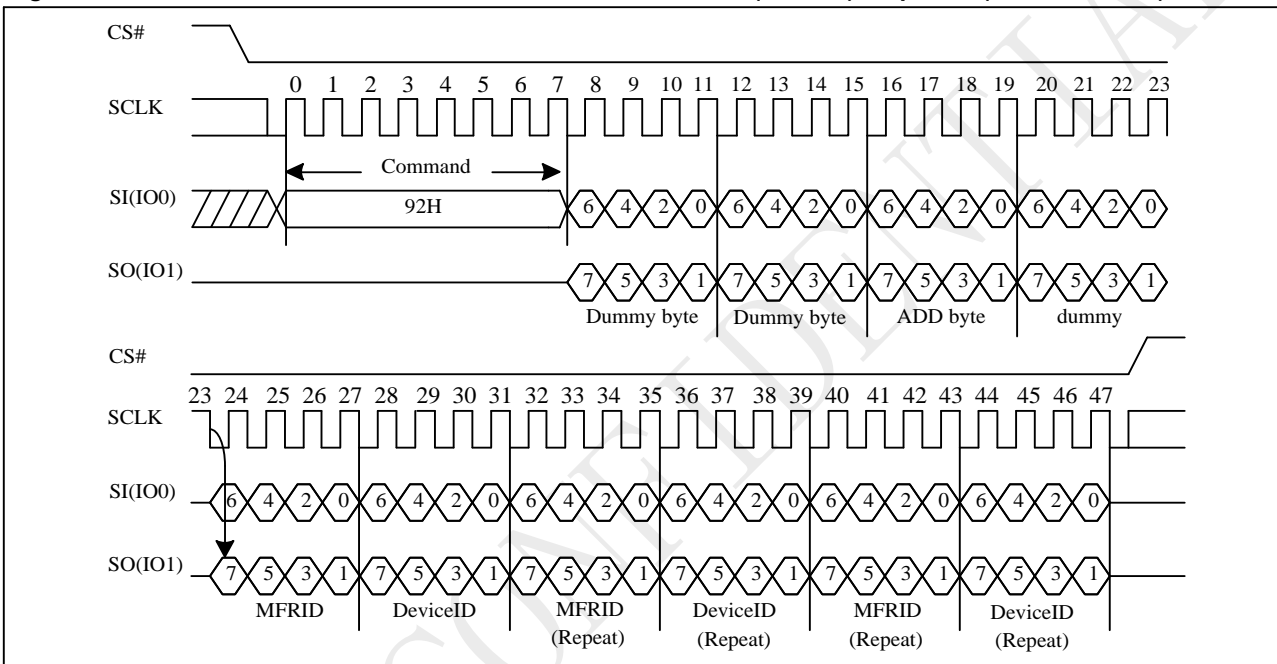 CS#
0 1 2 3 4 5 6 7 8 9 10 11 12 13 14 15 16 17 18 19 20 21 22 23
SCLK
Command
SI(IO0)
92H
6 4 2 0 6 4 2 0 6 4 2 0 6 4 2 0
SO(IO1)
7 5 3 1 7 5 3 1 7 5 3 1 7 5 3 1
Dummy byte Dummy byte ADD byte dummy
CS#
23 24 25 26 27 28 29 30 31 32 33 34 35 36 37 38 39 40 41 42 43 44 45 46 47
SCLK
SI(IO0)
6 4 2 0 6 4 2 0 6 4 2 0 6 4 2 0 6 4 2 0 6 4 2 0
SO(IO1)
7 5 3 1 7 5 3 1 7 5 3 1 7 5 3 1 7 5 3 1 7 5 3 1
MFRID DeviceID MFRID DeviceID MFRID DeviceID
(Repeat) (Repeat) (Repeat) (Repeat)
CONFIDENTIA